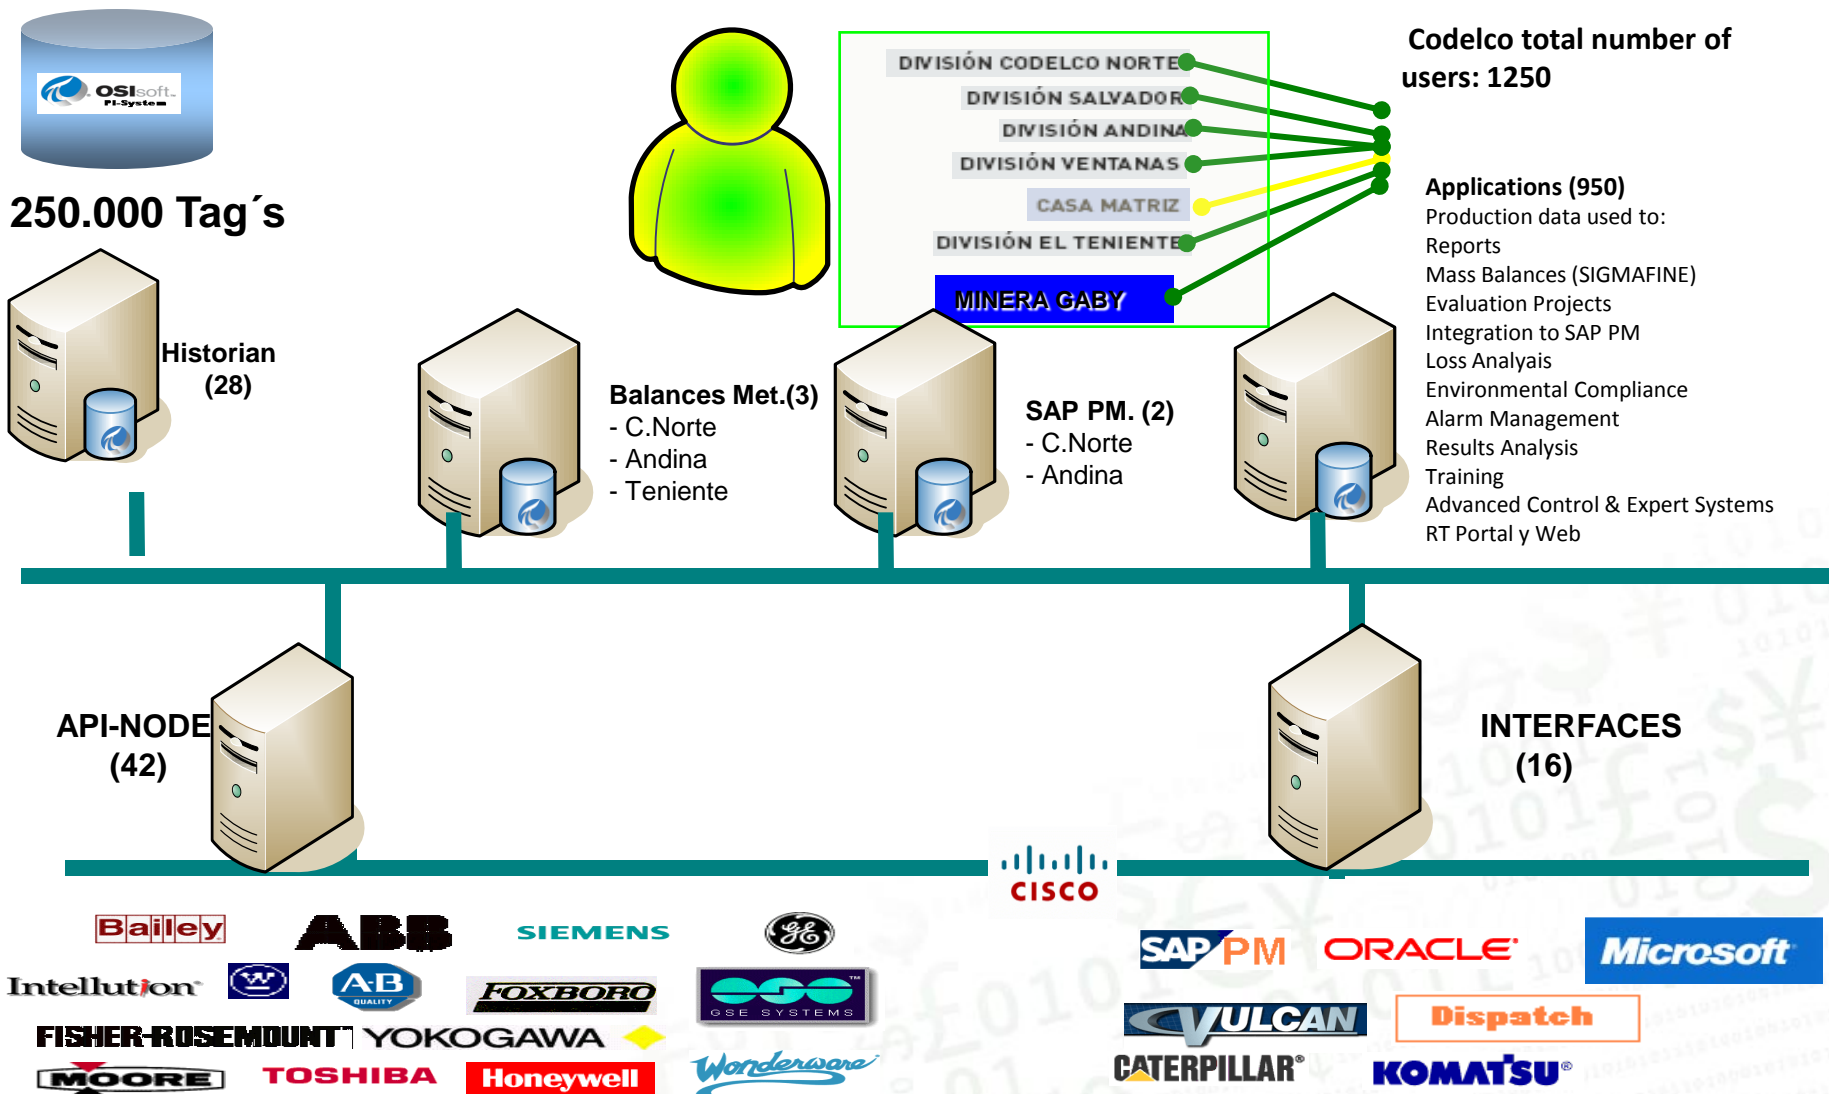 OSIsoft.
PI-System
250.000 Tag´s
DIVISIÓN CODELCO NORTE
DIVISIÓN SALVADOR
DIVISIÓN ANDINA
DIVISIÓN VENTANAS
CASA MATRIZ
DIVISIÓN EL TENIENTE
MINERA GABY
Codelco total number of
users: 1250
Applications (950)
Production data used to:
Reports
Mass Balances (SIGMAFINE)
Evaluation Projects
Integration to SAP PM
Loss Analyais
Environmental Compliance
Alarm Management
Results Analysis
Training
Advanced Control & Expert Systems
RT Portal y Web
Historian
(28)
Balances Met.(3)
- C.Norte
- Andina
- Teniente
SAP PM. (2)
- C.Norte
- Andina
API-NODE
(42)
INTERFACES
(16)
CISCO
Bailey
ABB
SIEMENS
GE
Intellution
W
A-B
QUALITY
FOXBORO
GSE SYSTEMS™
FISHER-ROSEMOUNT™
YOKOGAWA
MOORE
TOSHIBA
Honeywell
Wonderware
SAP PM
ORACLE
Microsoft
VULCAN
Dispatch
CATERPILLAR®
KOMATSU®